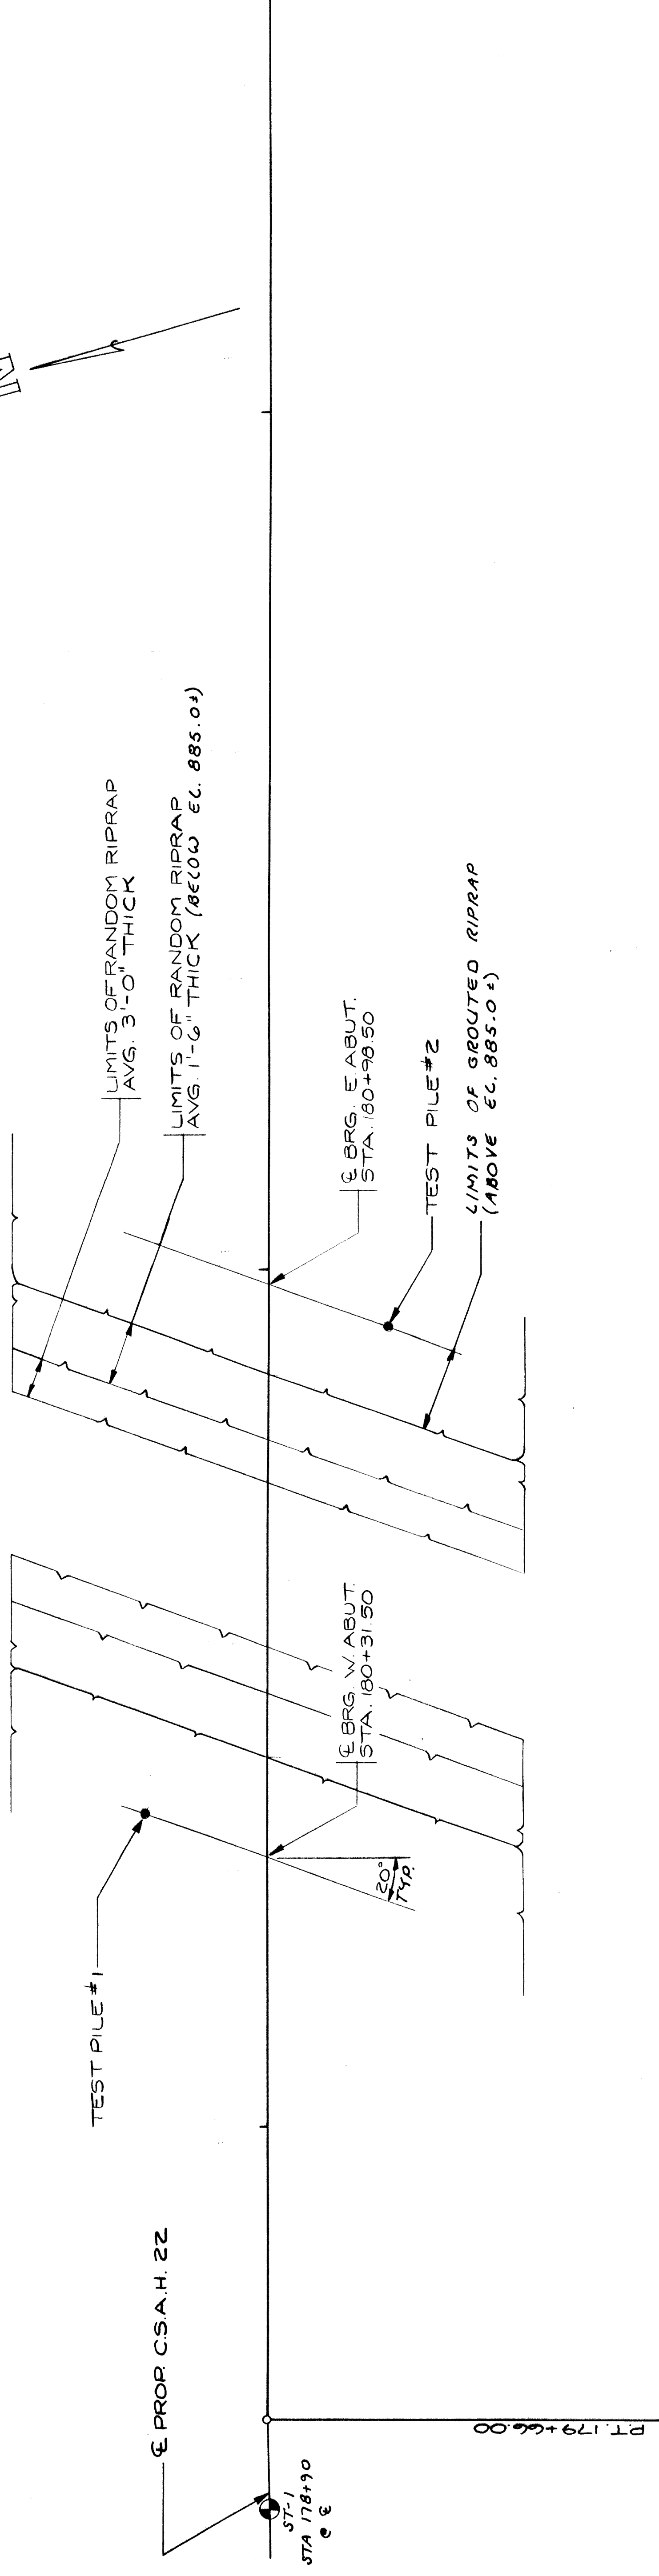 LIMITS OF RANDOM RIPRAP
AVG. 3'-0" THICK
LIMITS OF RANDOM RIPRAP
AVG. 1'-6" THICK (BELOW EL. 885.0±)
℄ BRG. E. ABUT.
STA. 180+98.50
TEST PILE #2
LIMITS OF GROUTED RIPRAP
(ABOVE EL. 885.0±)
℄ BRG. W. ABUT.
STA. 180+31.50
20°
TYP.
TEST PILE #1
℄ PROP. C.S.A.H. 22
P.T. 179+66.00
ST-1
STA 178+90
@ ℄